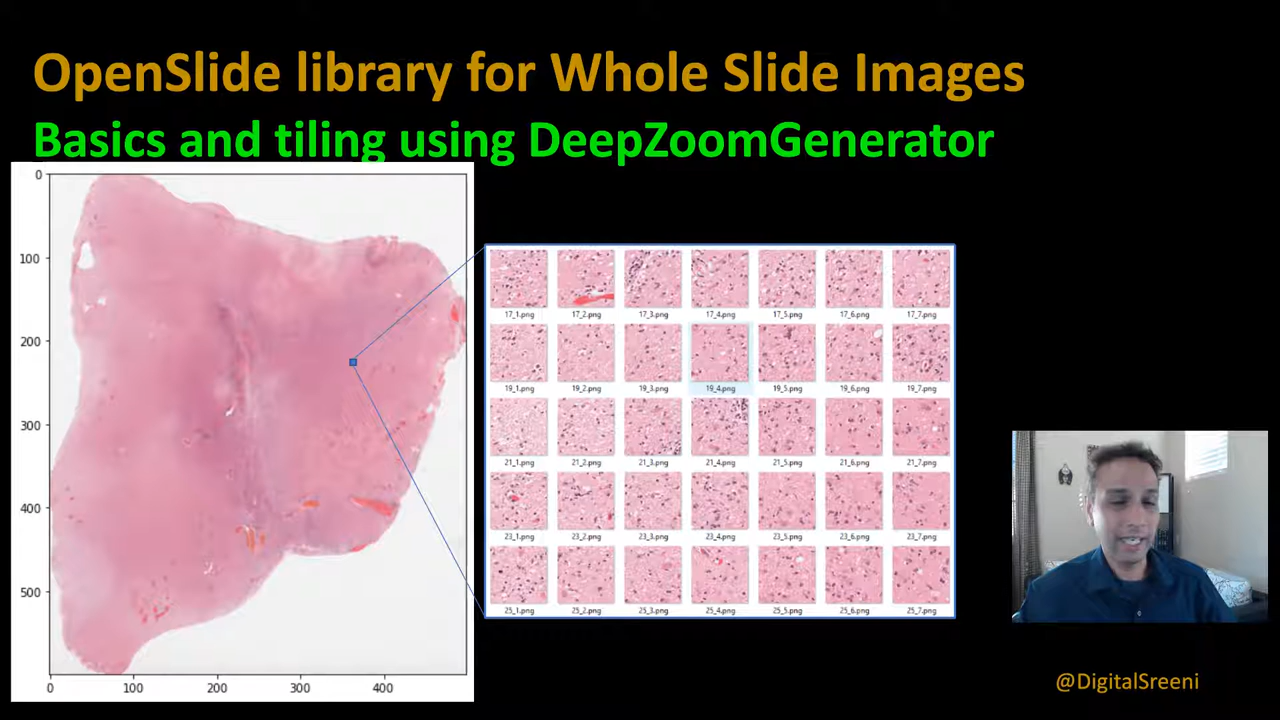 OpenSlide library for Whole Slide Images
Basics and tiling using DeepZoomGenerator
0
100
200
300
400
500
0 100 200 300 400
17_1.png 17_2.png 17_3.png 17_4.png 17_5.png 17_6.png 17_7.png
19_1.png 19_2.png 19_3.png 19_4.png 19_5.png 19_6.png 19_7.png
21_1.png 21_2.png 21_3.png 21_4.png 21_5.png 21_6.png 21_7.png
23_1.png 23_2.png 23_3.png 23_4.png 23_5.png 23_6.png 23_7.png
25_1.png 25_2.png 25_3.png 25_4.png 25_5.png 25_6.png 25_7.png
@DigitalSreeni